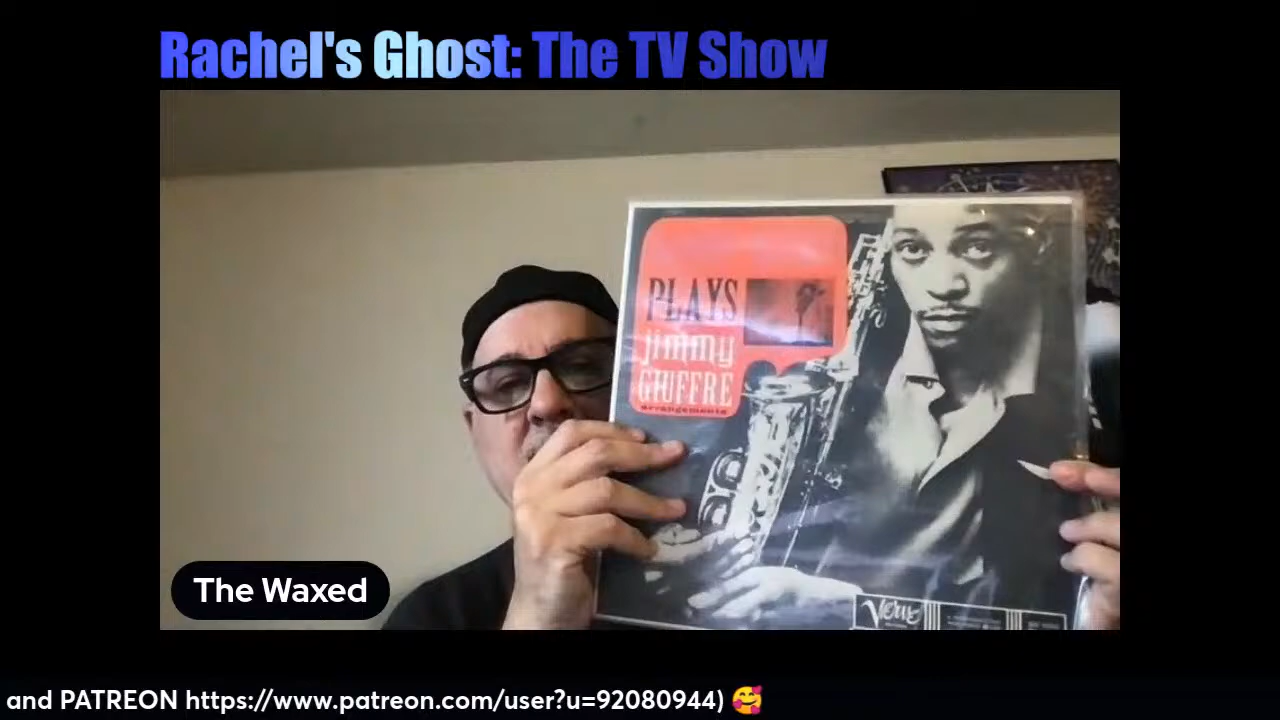 Rachel's Ghost: The TV Show
PLAYS
jimmy
GIUFFRE
arrangements
Verve
The Waxed
and PATREON https://www.patreon.com/user?u=92080944) 🥰